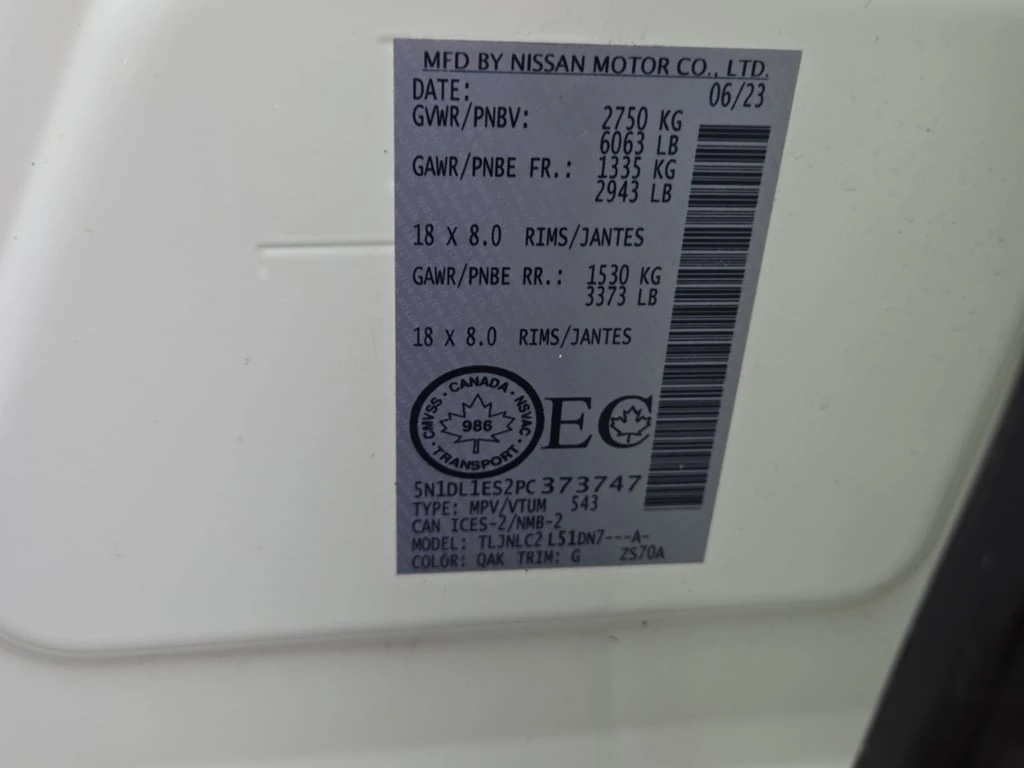 MFD BY NISSAN MOTOR CO., LTD.
DATE: 06/23
GVWR/PNBV: 2750 KG
6063 LB
GAWR/PNBE FR.: 1335 KG
2943 LB
18 X 8.0 RIMS/JANTES
GAWR/PNBE RR.: 1530 KG
3373 LB
18 X 8.0 RIMS/JANTES
CMVSS · CANADA · NSVAC · TRANSPORT ·
986
EC
5N1DL1ES2PC373747
TYPE: MPV/VTUM 543
CAN ICES-2/NMB-2
MODEL: TLJNLC2 L51DN7---A-
COLOR: QAK TRIM: G ZS70A